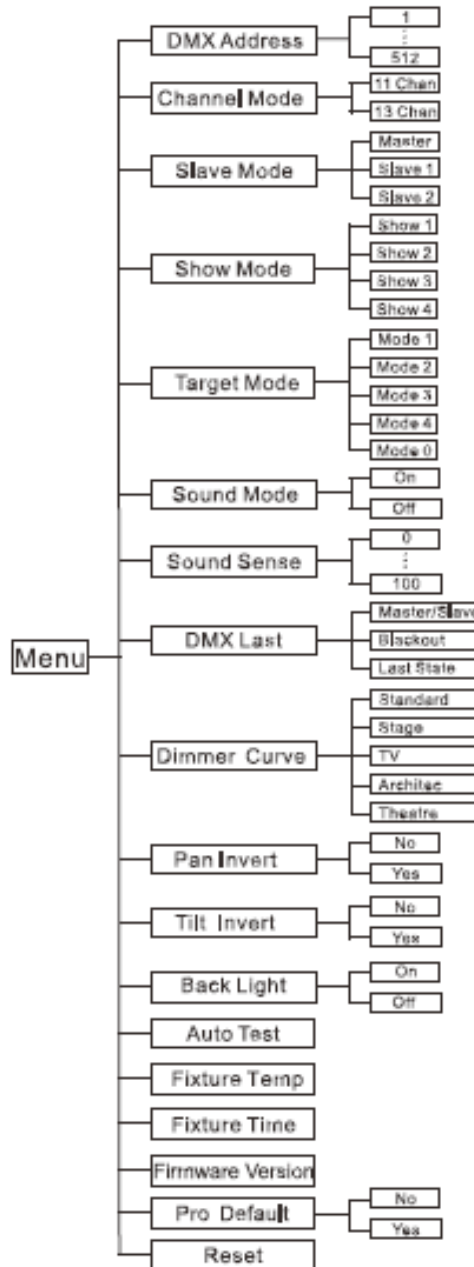 Menu
DMX Address
1
512
Channel Mode
11 Chan
13 Chan
Slave Mode
Master
Slave 1
Slave 2
Show Mode
Show 1
Show 2
Show 3
Show 4
Target Mode
Mode 1
Mode 2
Mode 3
Mode 4
Mode 0
Sound Mode
On
Off
Sound Sense
0
100
DMX Last
Master/Slave
Blackout
Last State
Dimmer Curve
Standard
Stage
TV
Architec
Theatre
Pan Invert
No
Yes
Tilt Invert
No
Yes
Back Light
On
Off
Auto Test
Fixture Temp
Fixture Time
Firmware Version
Pro Default
No
Yes
Reset